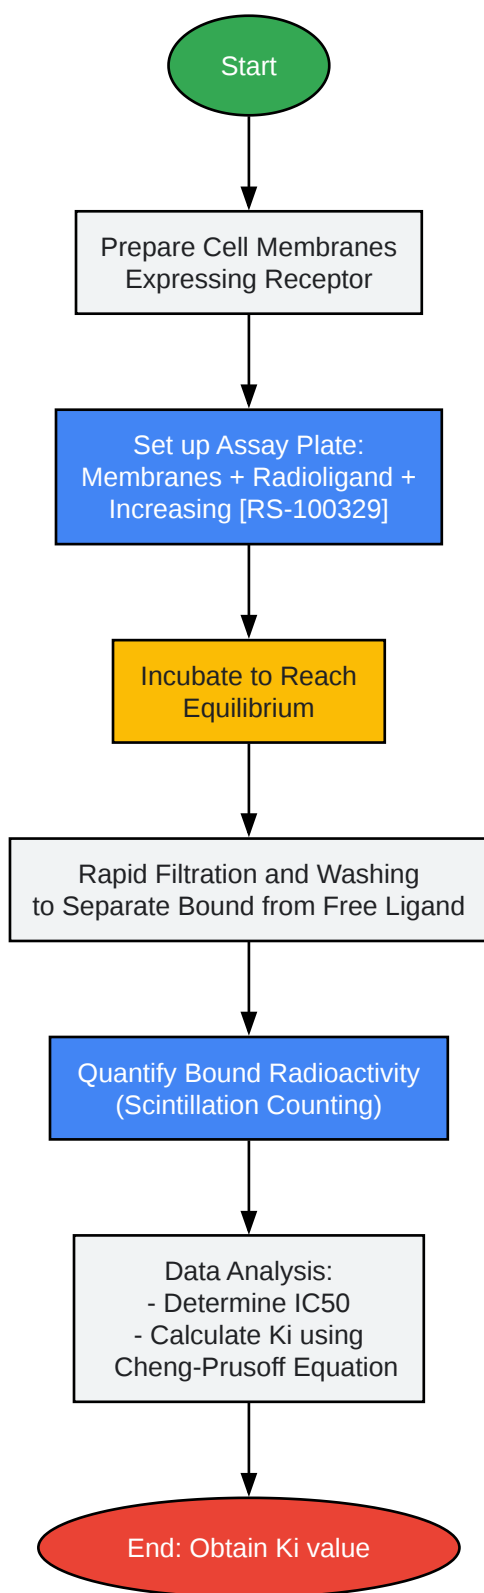 Start
Prepare Cell Membranes
Expressing Receptor
Set up Assay Plate:
Membranes + Radioligand +
Increasing [RS-100329]
Incubate to Reach
Equilibrium
Rapid Filtration and Washing
to Separate Bound from Free Ligand
Quantify Bound Radioactivity
(Scintillation Counting)
Data Analysis:
- Determine IC50
- Calculate Ki using
Cheng-Prusoff Equation
End: Obtain Ki value